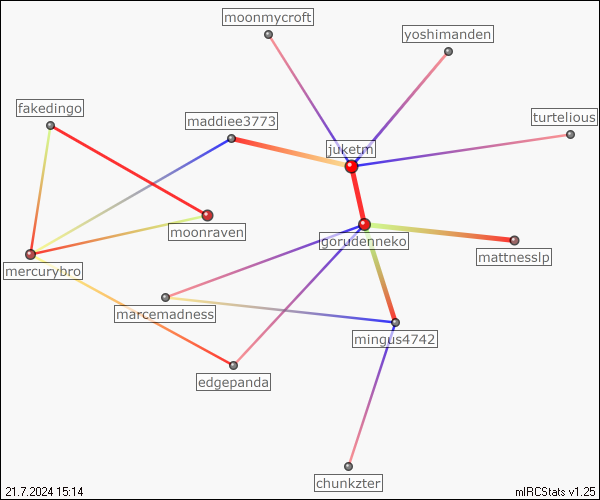 moonmycroft
yoshimanden
fakedingo
maddiee3773
turtelious
juketm
moonraven
gorudenneko
mattnesslp
mercurybro
marcemadness
mingus4742
edgepanda
chunkzter
21.7.2024 15:14
mIRCStats v1.25